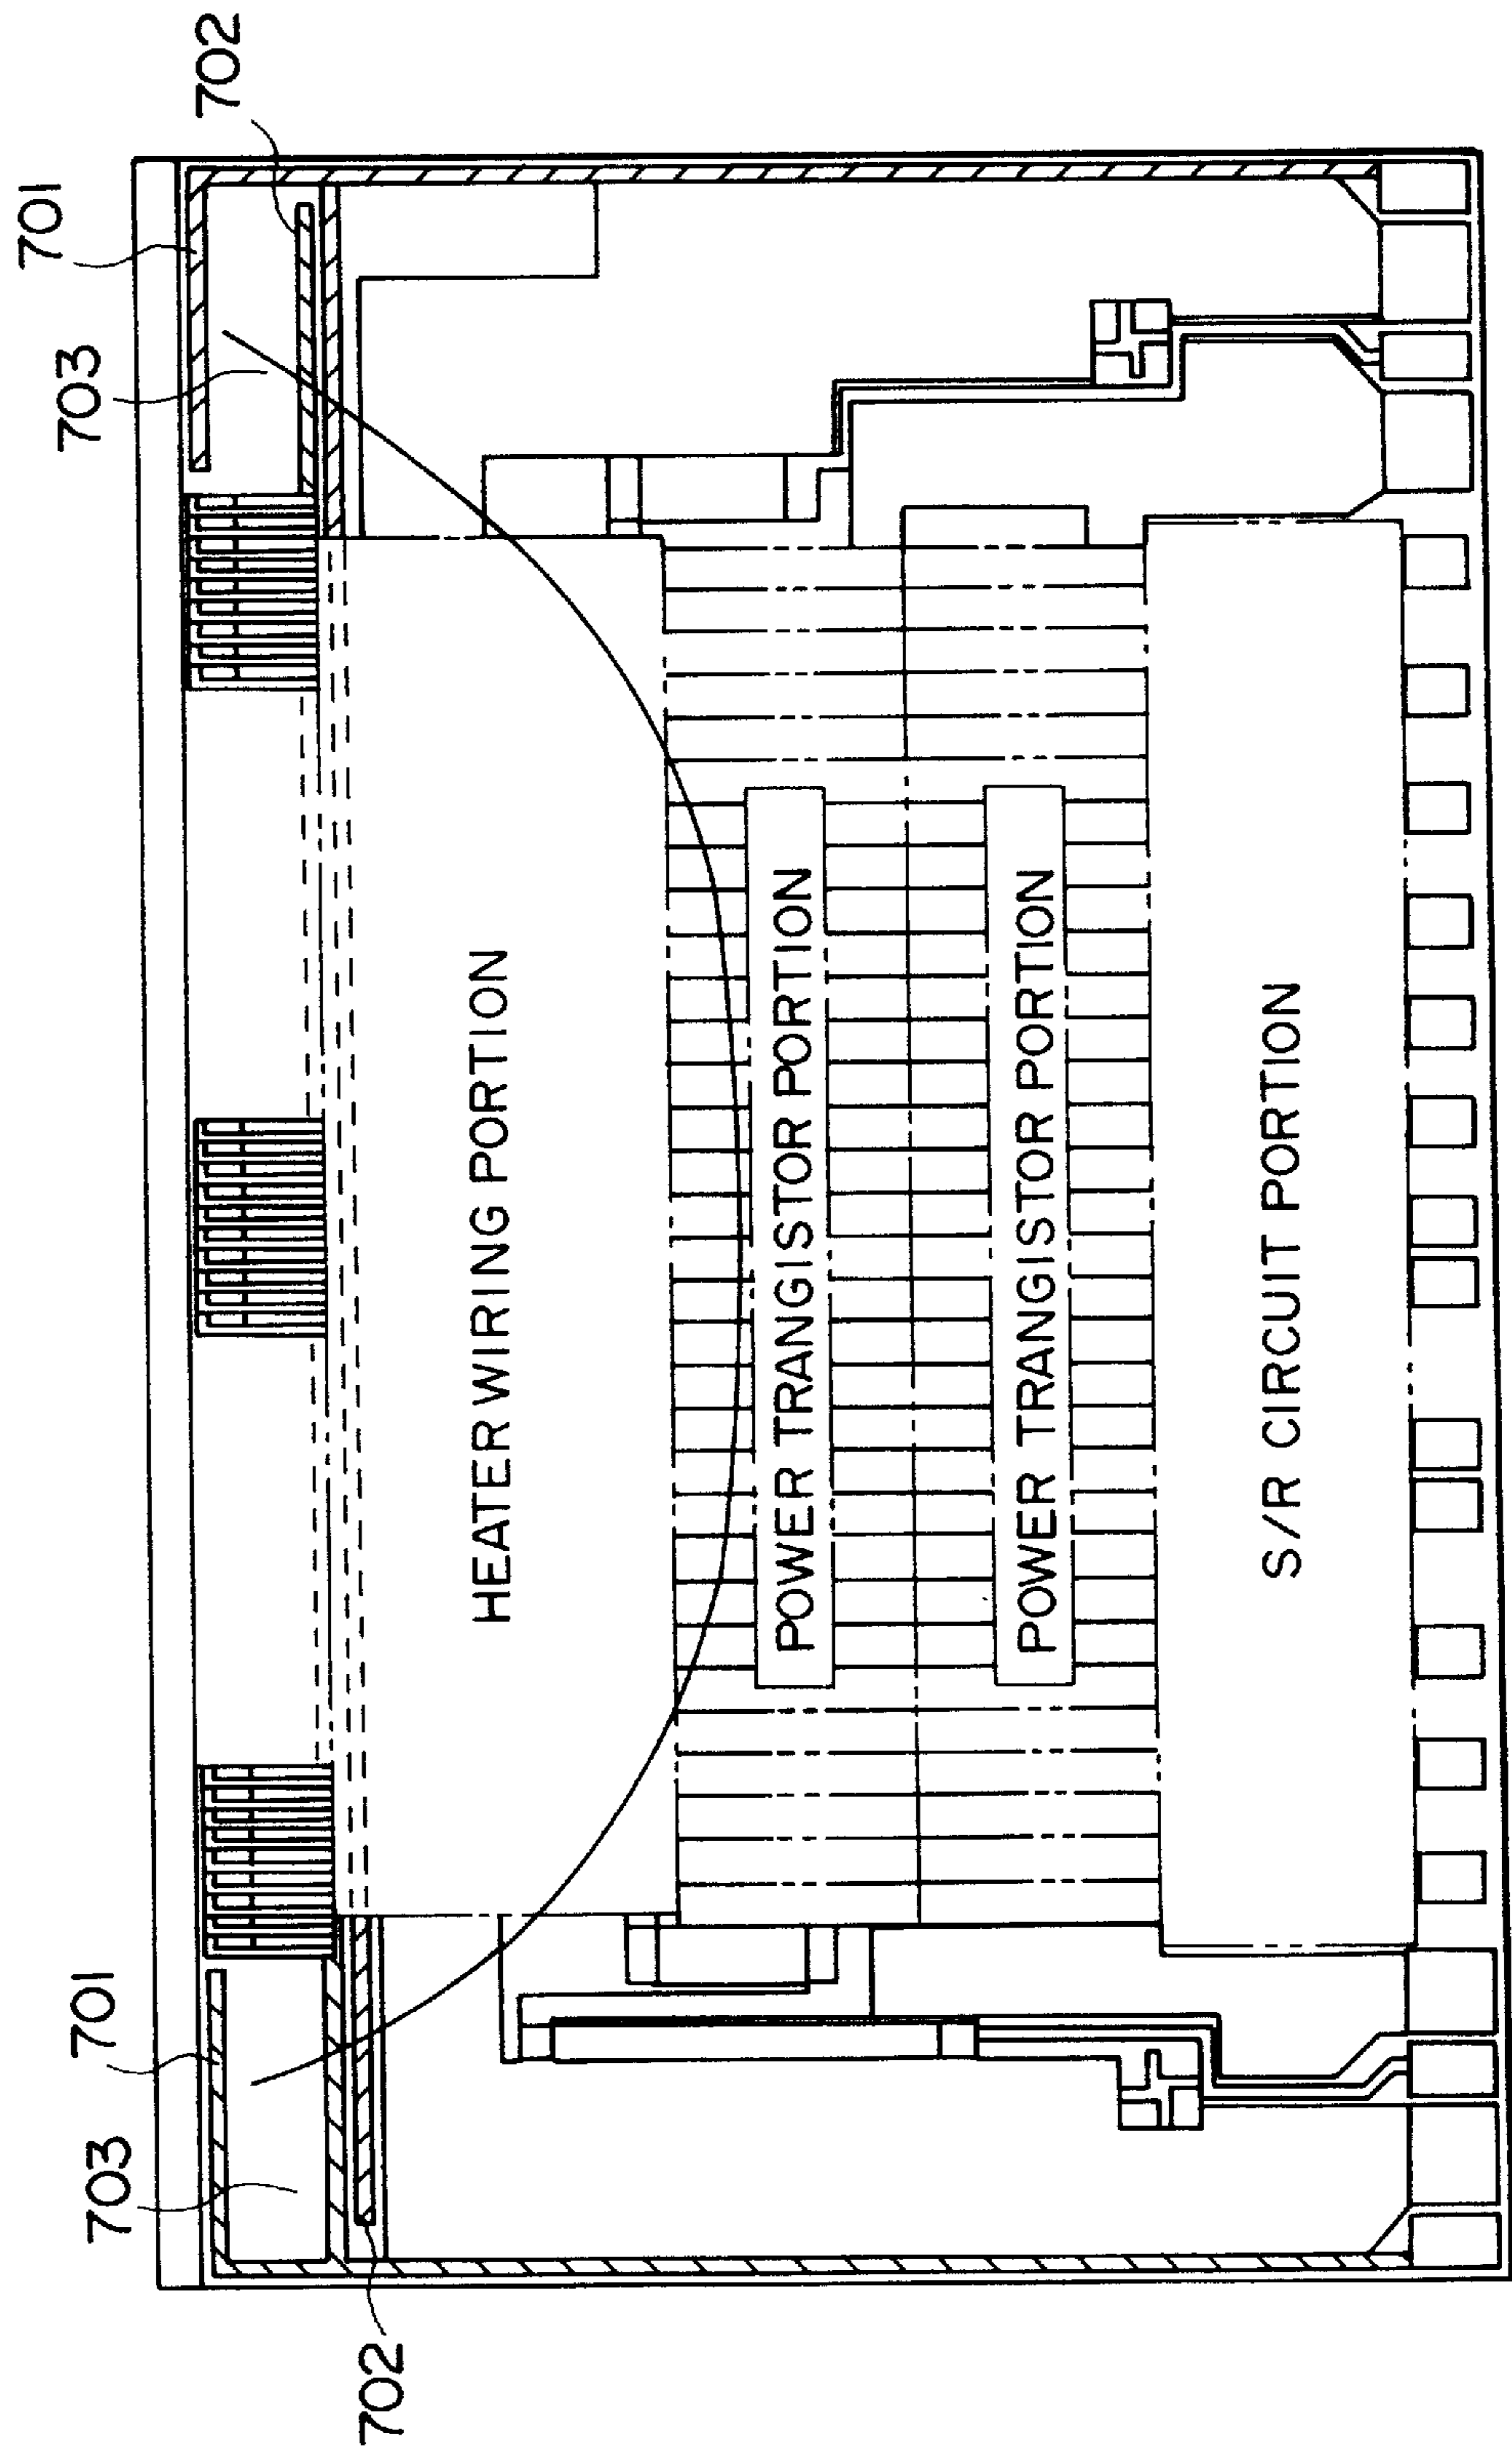 701
703
702
701
703
702
HEATER WIRING PORTION
POWER TRANGISTOR PORTION
POWER TRANGISTOR PORTION
S/R CIRCUIT PORTION